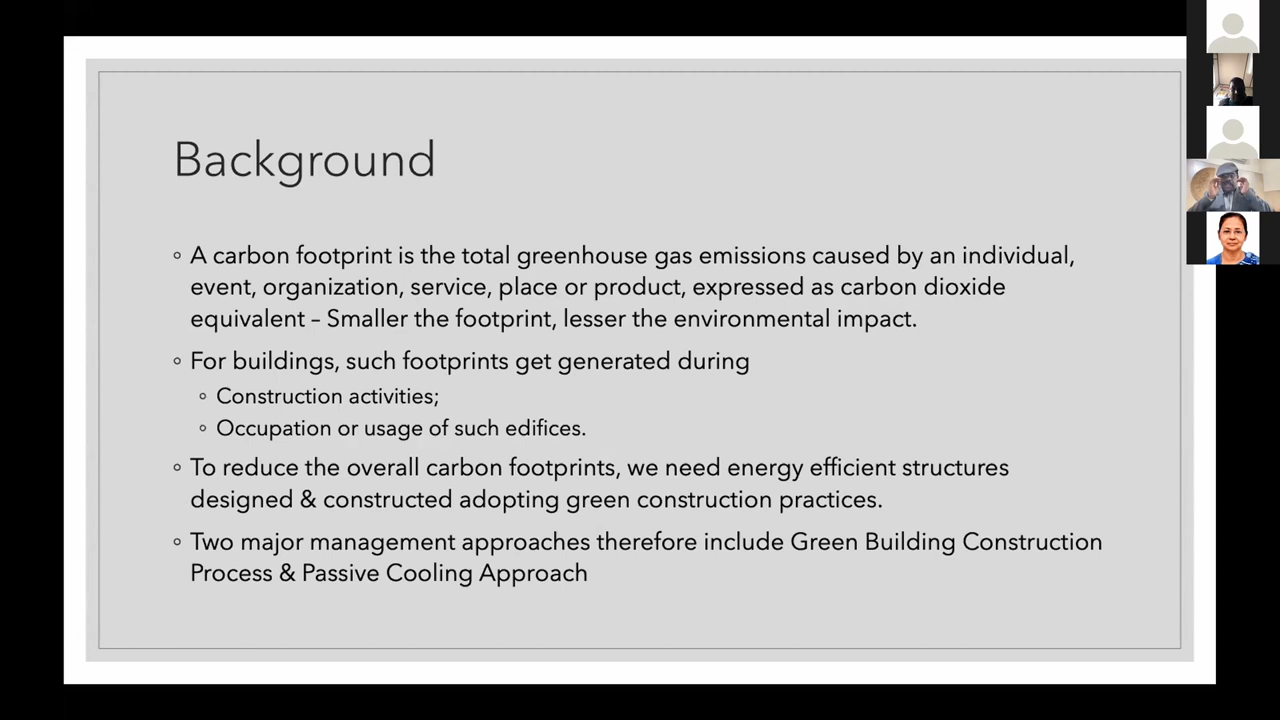 Background
◦ A carbon footprint is the total greenhouse gas emissions caused by an individual,
event, organization, service, place or product, expressed as carbon dioxide
equivalent – Smaller the footprint, lesser the environmental impact.
◦ For buildings, such footprints get generated during
◦ Construction activities;
◦ Occupation or usage of such edifices.
◦ To reduce the overall carbon footprints, we need energy efficient structures
designed & constructed adopting green construction practices.
◦ Two major management approaches therefore include Green Building Construction
Process & Passive Cooling Approach